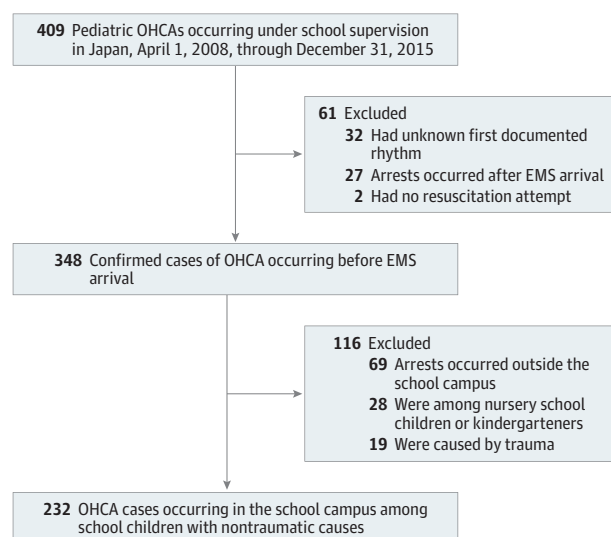 409 Pediatric OHCAs occurring under school supervision
in Japan, April 1, 2008, through December 31, 2015
61 Excluded
32 Had unknown first documented
rhythm
27 Arrests occurred after EMS arrival
2 Had no resuscitation attempt
348 Confirmed cases of OHCA occurring before EMS
arrival
116 Excluded
69 Arrests occurred outside the
school campus
28 Were among nursery school
children or kindergarteners
19 Were caused by trauma
232 OHCA cases occurring in the school campus among
school children with nontraumatic causes